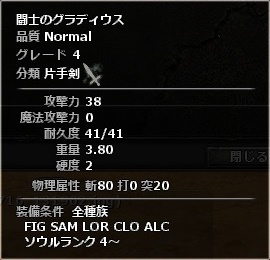 闘士のグラディウス
品質 Normal
グレード 4
分類 片手剣
攻撃力 38
魔法攻撃力 0
耐久度 41/41
重量 3.80
硬度 2
物理属性 斬80 打0 突20
装備条件 全種族
FIG SAM LOR CLO ALC
ソウルランク 4～
閉じる